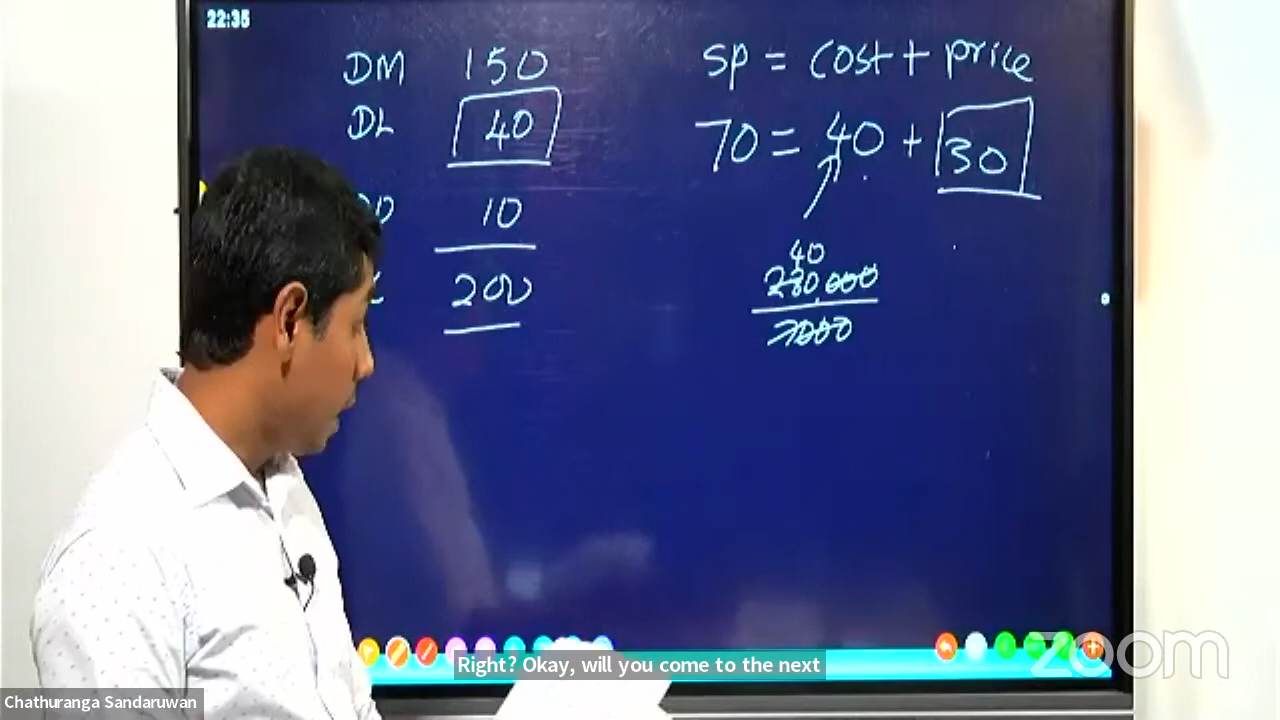 22:35
DM 150
DL 40
10
200
SP = cost + price
70 = 40 + 30
40
280,000
7000
zoom
Right? Okay, will you come to the next
Chathuranga Sandaruwan